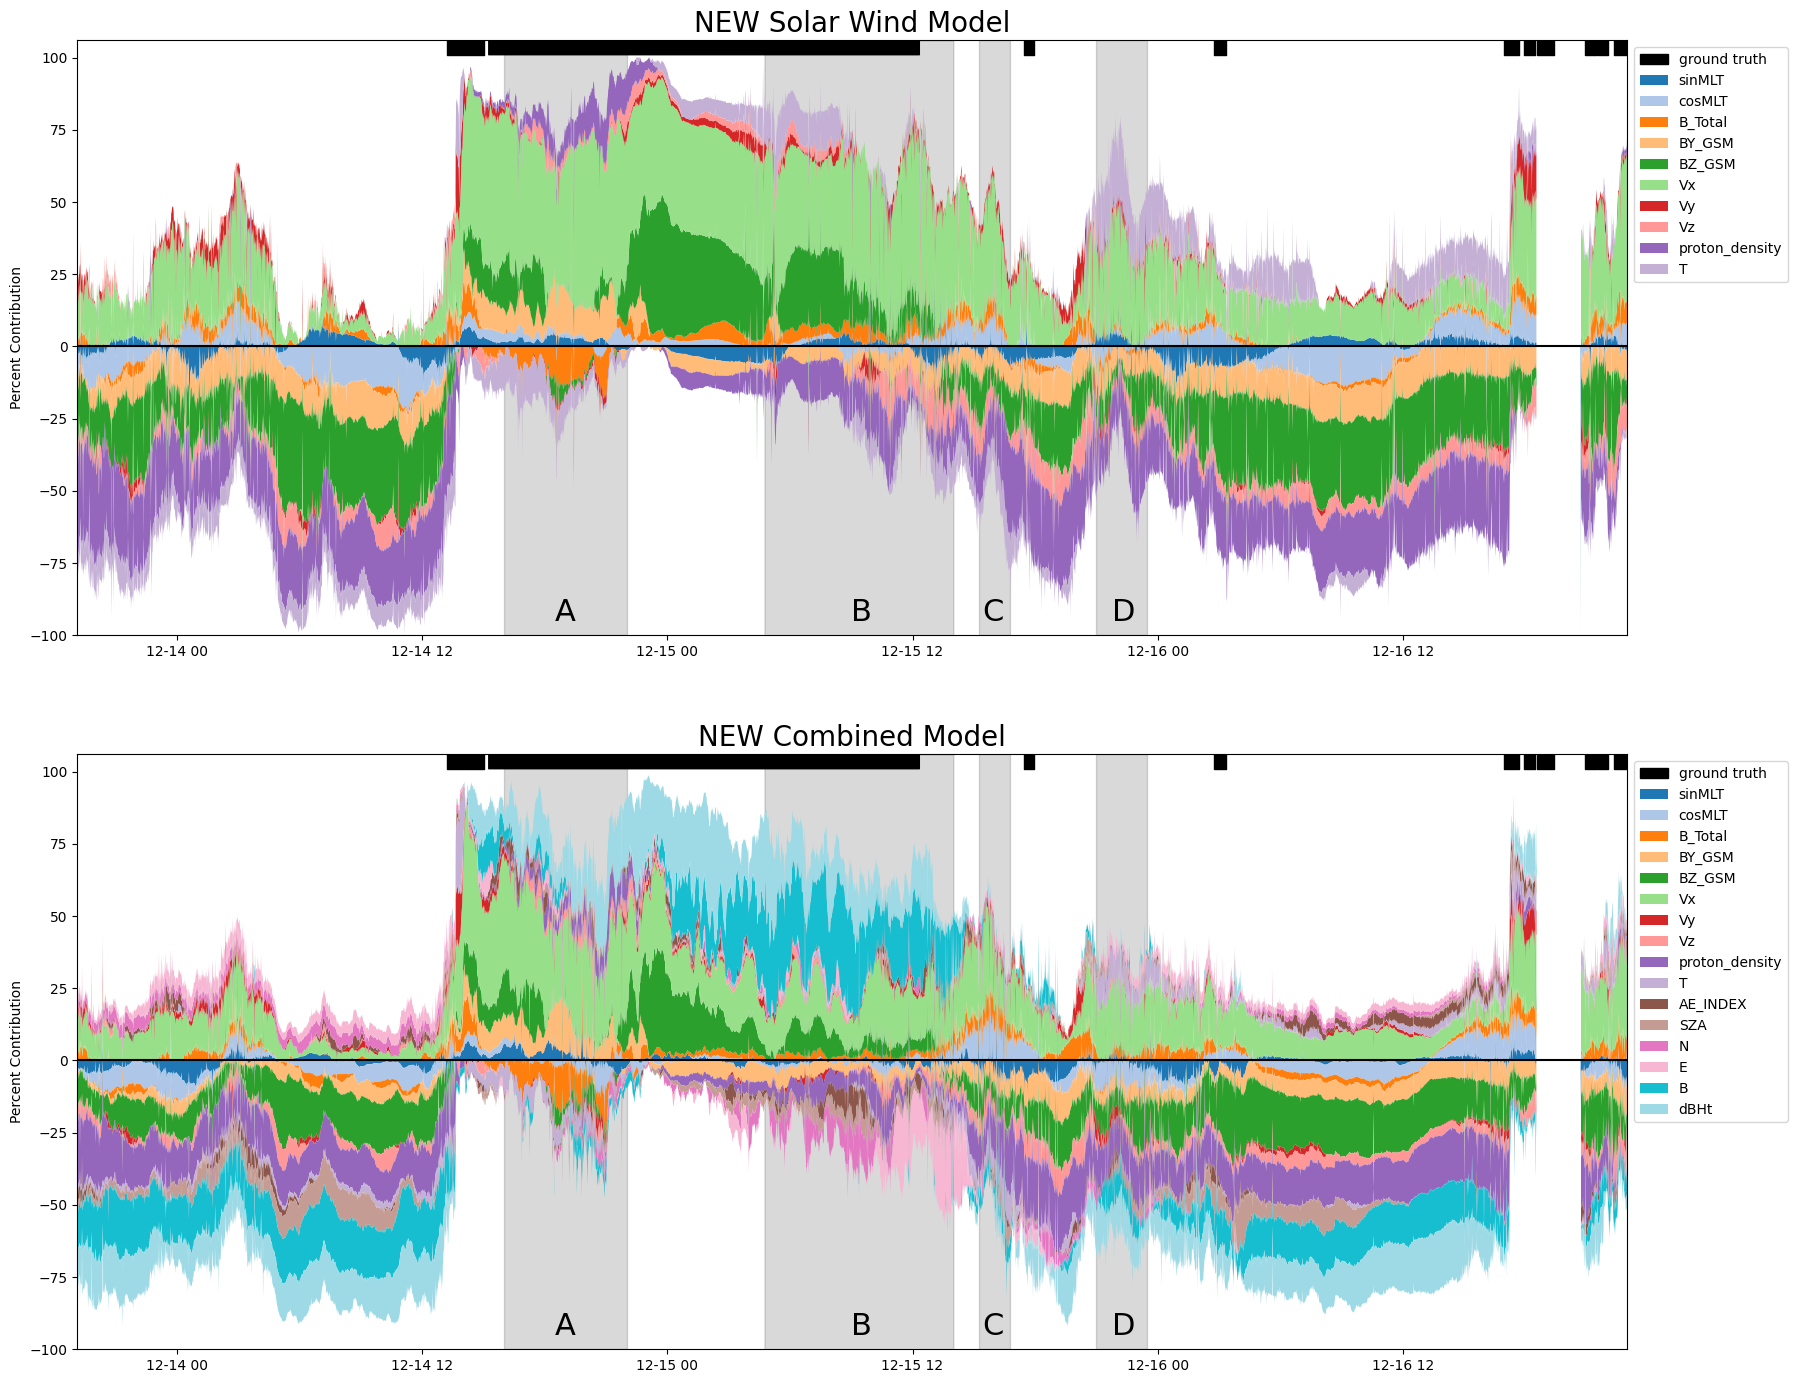 NEW Solar Wind Model
Percent Contribution
100
75
50
25
0
−25
−50
−75
−100
A
B
C
D
12-14 00
12-14 12
12-15 00
12-15 12
12-16 00
12-16 12
ground truth
sinMLT
cosMLT
B_Total
BY_GSM
BZ_GSM
Vx
Vy
Vz
proton_density
T
NEW Combined Model
Percent Contribution
100
75
50
25
0
−25
−50
−75
−100
A
B
C
D
12-14 00
12-14 12
12-15 00
12-15 12
12-16 00
12-16 12
ground truth
sinMLT
cosMLT
B_Total
BY_GSM
BZ_GSM
Vx
Vy
Vz
proton_density
T
AE_INDEX
SZA
N
E
B
dBHt